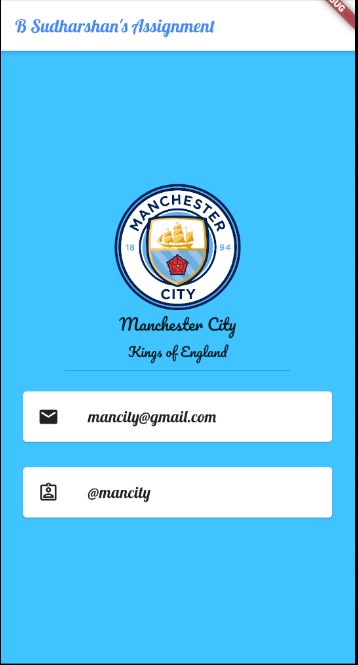 B Sudharshan's Assignment
MANCHESTER
18 94
CITY
Manchester City
Kings of England
mancity@gmail.com
@mancity